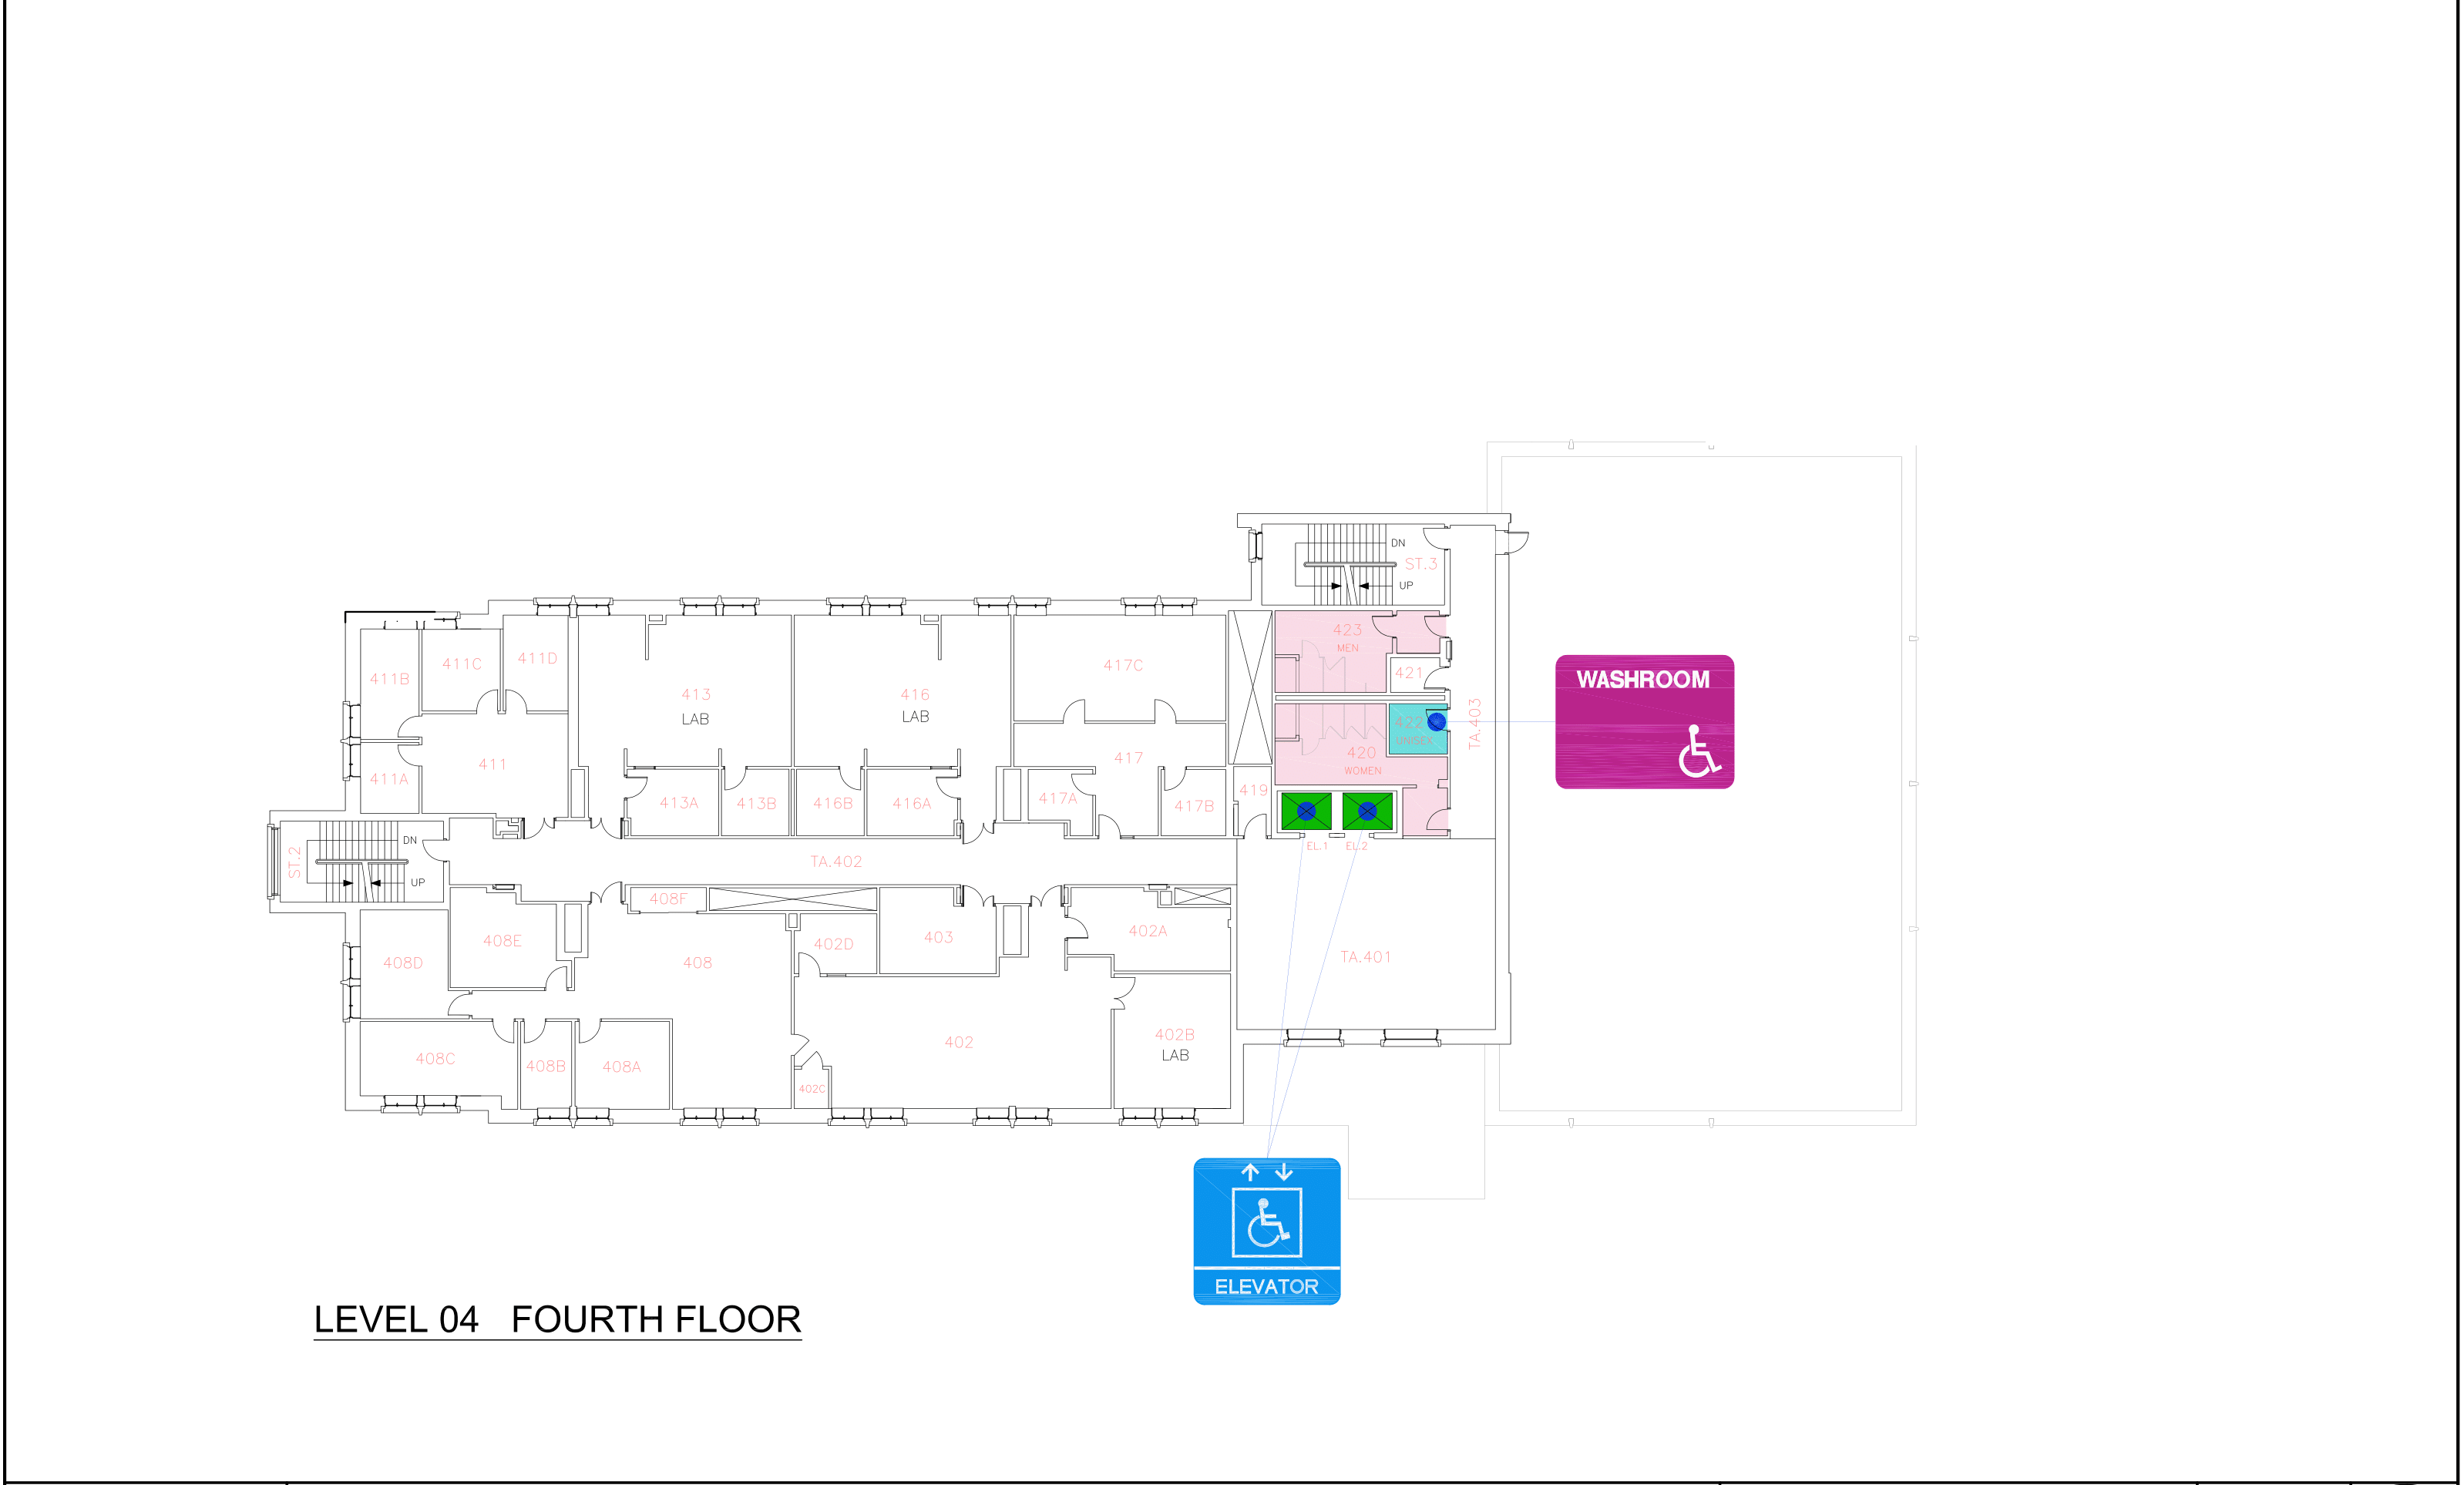 DN
ST.3
UP
423
MEN
411C
411D
417C
411B
421
413
LAB
416
LAB
WASHROOM
422
UNISEX
TA.403
420
WOMEN
411
417
411A
413A
413B
416B
416A
417A
417B
419
EL.1
EL.2
DN
ST.2
UP
TA.402
408F
408E
408D
408
402D
403
402A
TA.401
408C
408B
408A
402
402C
402B
LAB
ELEVATOR
LEVEL 04 FOURTH FLOOR